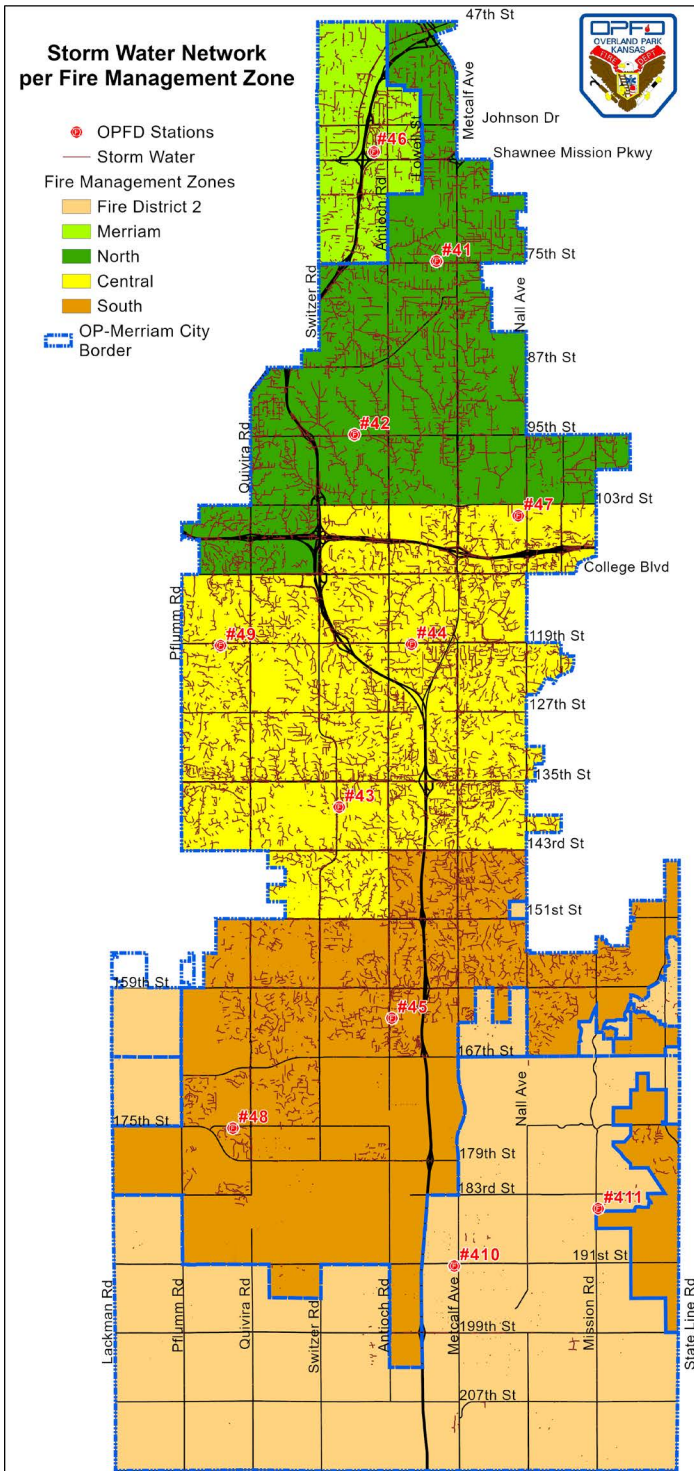 Storm Water Network
per Fire Management Zone
OPFD
OVERLAND PARK
KANSAS
FIRE DEPT
OPFD Stations
Storm Water
Fire Management Zones
Fire District 2
Merriam
North
Central
South
OP-Merriam City
Border
47th St
Metcalf Ave
Johnson Dr
Lowell St
#46
Shawnee Mission Pkwy
Antioch Rd
#41
75th St
Switzer Rd
Nall Ave
87th St
#42
95th St
Quivira Rd
103rd St
#47
College Blvd
Pflumm Rd
#49
#44
119th St
127th St
135th St
#43
143rd St
151st St
159th St
#45
167th St
Nall Ave
175th St
#48
179th St
183rd St
#411
#410
191st St
Lackman Rd
Pflumm Rd
Quivira Rd
Switzer Rd
Antioch Rd
Metcalf Ave
Mission Rd
State Line Rd
199th St
207th St